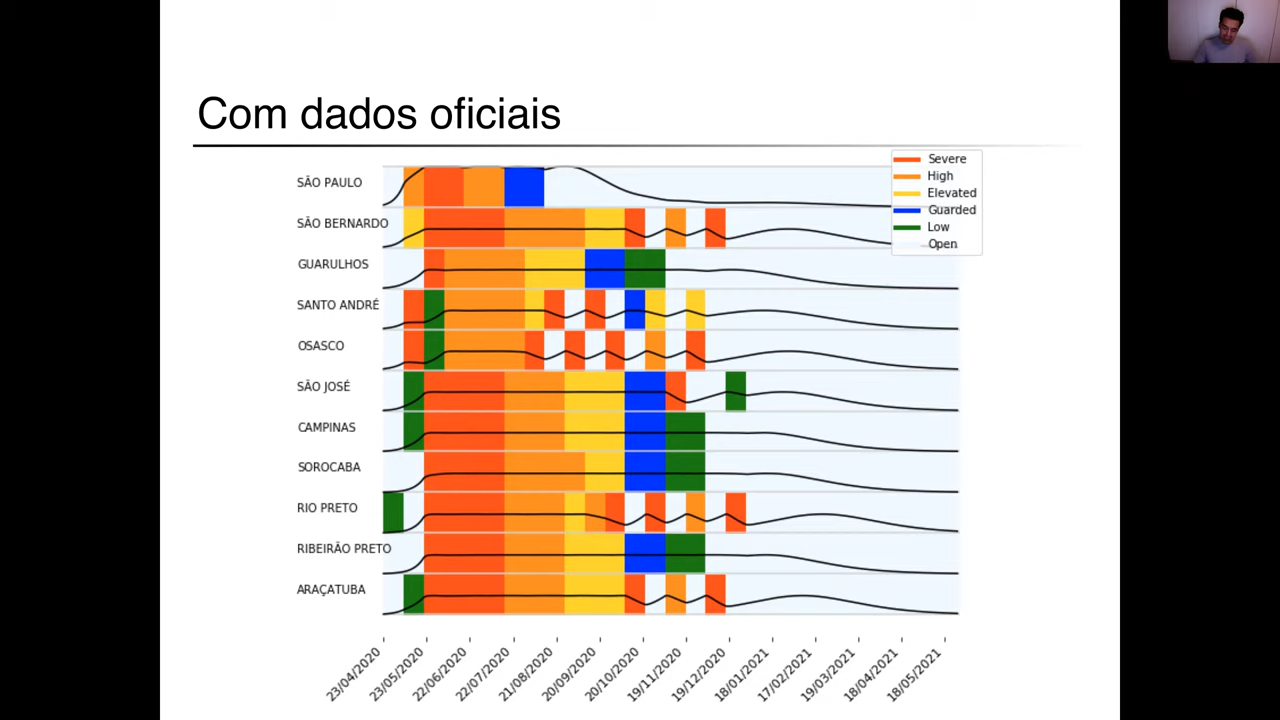 Com dados oficiais
Severe
High
Elevated
Guarded
Low
Open
SÃO PAULO
SÃO BERNARDO
GUARULHOS
SANTO ANDRÉ
OSASCO
SÃO JOSÉ
CAMPINAS
SOROCABA
RIO PRETO
RIBEIRÃO PRETO
ARAÇATUBA
23/04/2020
23/05/2020
22/06/2020
22/07/2020
21/08/2020
20/09/2020
20/10/2020
19/11/2020
19/12/2020
18/01/2021
17/02/2021
19/03/2021
18/04/2021
18/05/2021